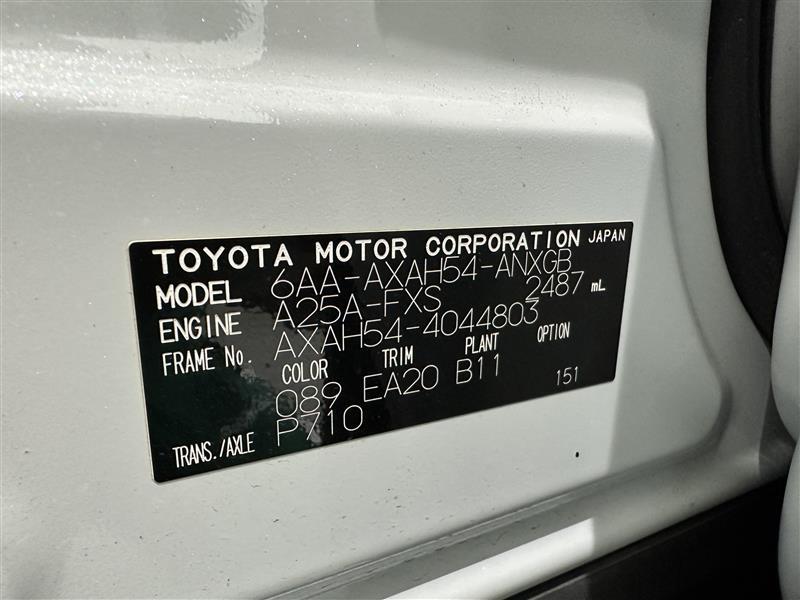 TOYOTA MOTOR CORPORATION JAPAN
MODEL 6AA-AXAH54-ANXGB
ENGINE A25A-FXS 2487 mL
FRAME No. AXAH54-4044803
COLOR TRIM PLANT OPTION
089 EA20 B11 151
TRANS./AXLE P710